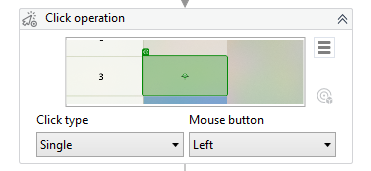 Click operation
3
Click type
Mouse button
Single
Left